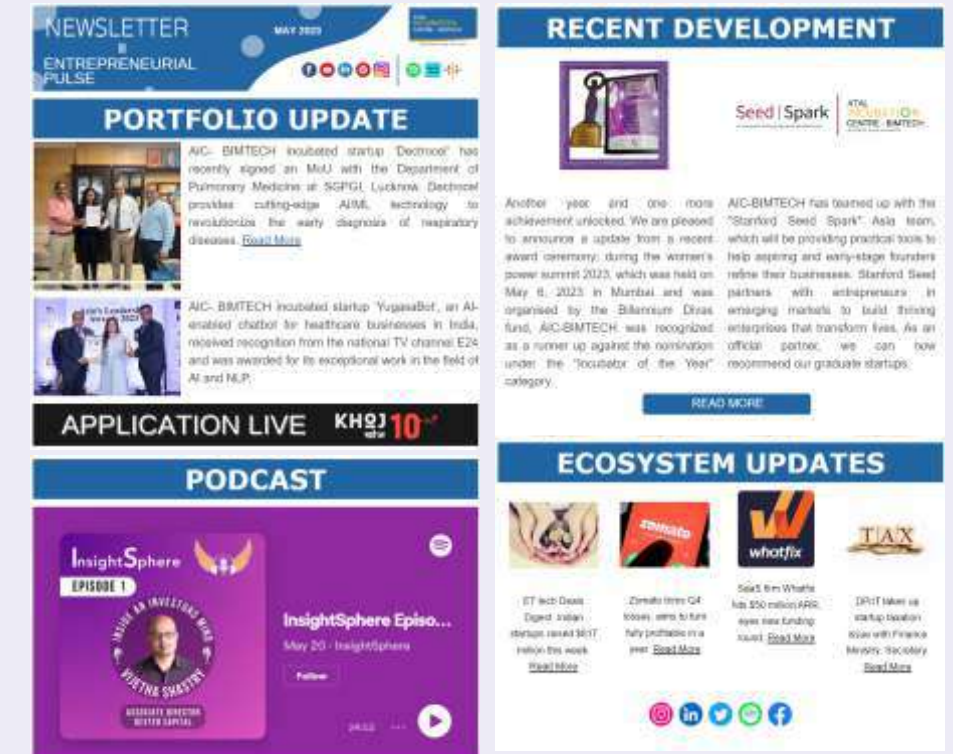 NEWSLETTER
ENTREPRENEURIAL
PULSE
MAY 2023
PORTFOLIO UPDATE
AIC- BIMTECH incubated startup 'Dectrocel' has
recently signed an MoU with the Department of
Pulmonary Medicine at SGPGI, Lucknow. Dectrocel
provides cutting-edge AI/ML technology to
revolutionize the early diagnosis of respiratory
diseases. Read More
AIC- BIMTECH incubated startup 'YugasaBot', an AI-
enabled chatbot for healthcare businesses in India,
received recognition from the national TV channel E24
and was awarded for its exceptional work in the field of
AI and NLP.
APPLICATION LIVE KHOJ 10
PODCAST
InsightSphere
EPISODE 1
INSIDE AN INVESTORS MIND
VIJETHA SHASTRY
ASSOCIATE DIRECTOR
DEXTER CAPITAL
InsightSphere Episo...
May 20 · InsightSphere
Follow
RECENT DEVELOPMENT
Seed | Spark
ATAL
INCUBATION
CENTRE - BIMTECH
Another year and one more
achievement unlocked. We are pleased
to announce a update from a recent
award ceremony, during the women's
power summit 2023, which was held on
May 6, 2023 in Mumbai and was
organised by the Billennium Divas
fund, AIC-BIMTECH was recognized
as a runner up against the nomination
under the "Incubator of the Year"
category.
AIC-BIMTECH has teamed up with the
"Stanford Seed Spark" Asia team,
which will be providing practical tools to
help aspiring and early-stage founders
refine their businesses. Stanford Seed
partners with entrepreneurs in
emerging markets to build thriving
enterprises that transform lives. As an
official partner, we can now
recommend our graduate startups.
READ MORE
ECOSYSTEM UPDATES
zomato
whatfix
TAX
ET tech Deals
Digest: Indian
startups raised
million this week
Read More
Zomato Q4
losses, aims to turn
fully profitable in a
year. Read More
SaaS firm Whatfix
hits $50 million ARR,
eyes new funding
round. Read More
DPIIT takes up
startup taxation
issue with Finance
Ministry: Secretary
Read More